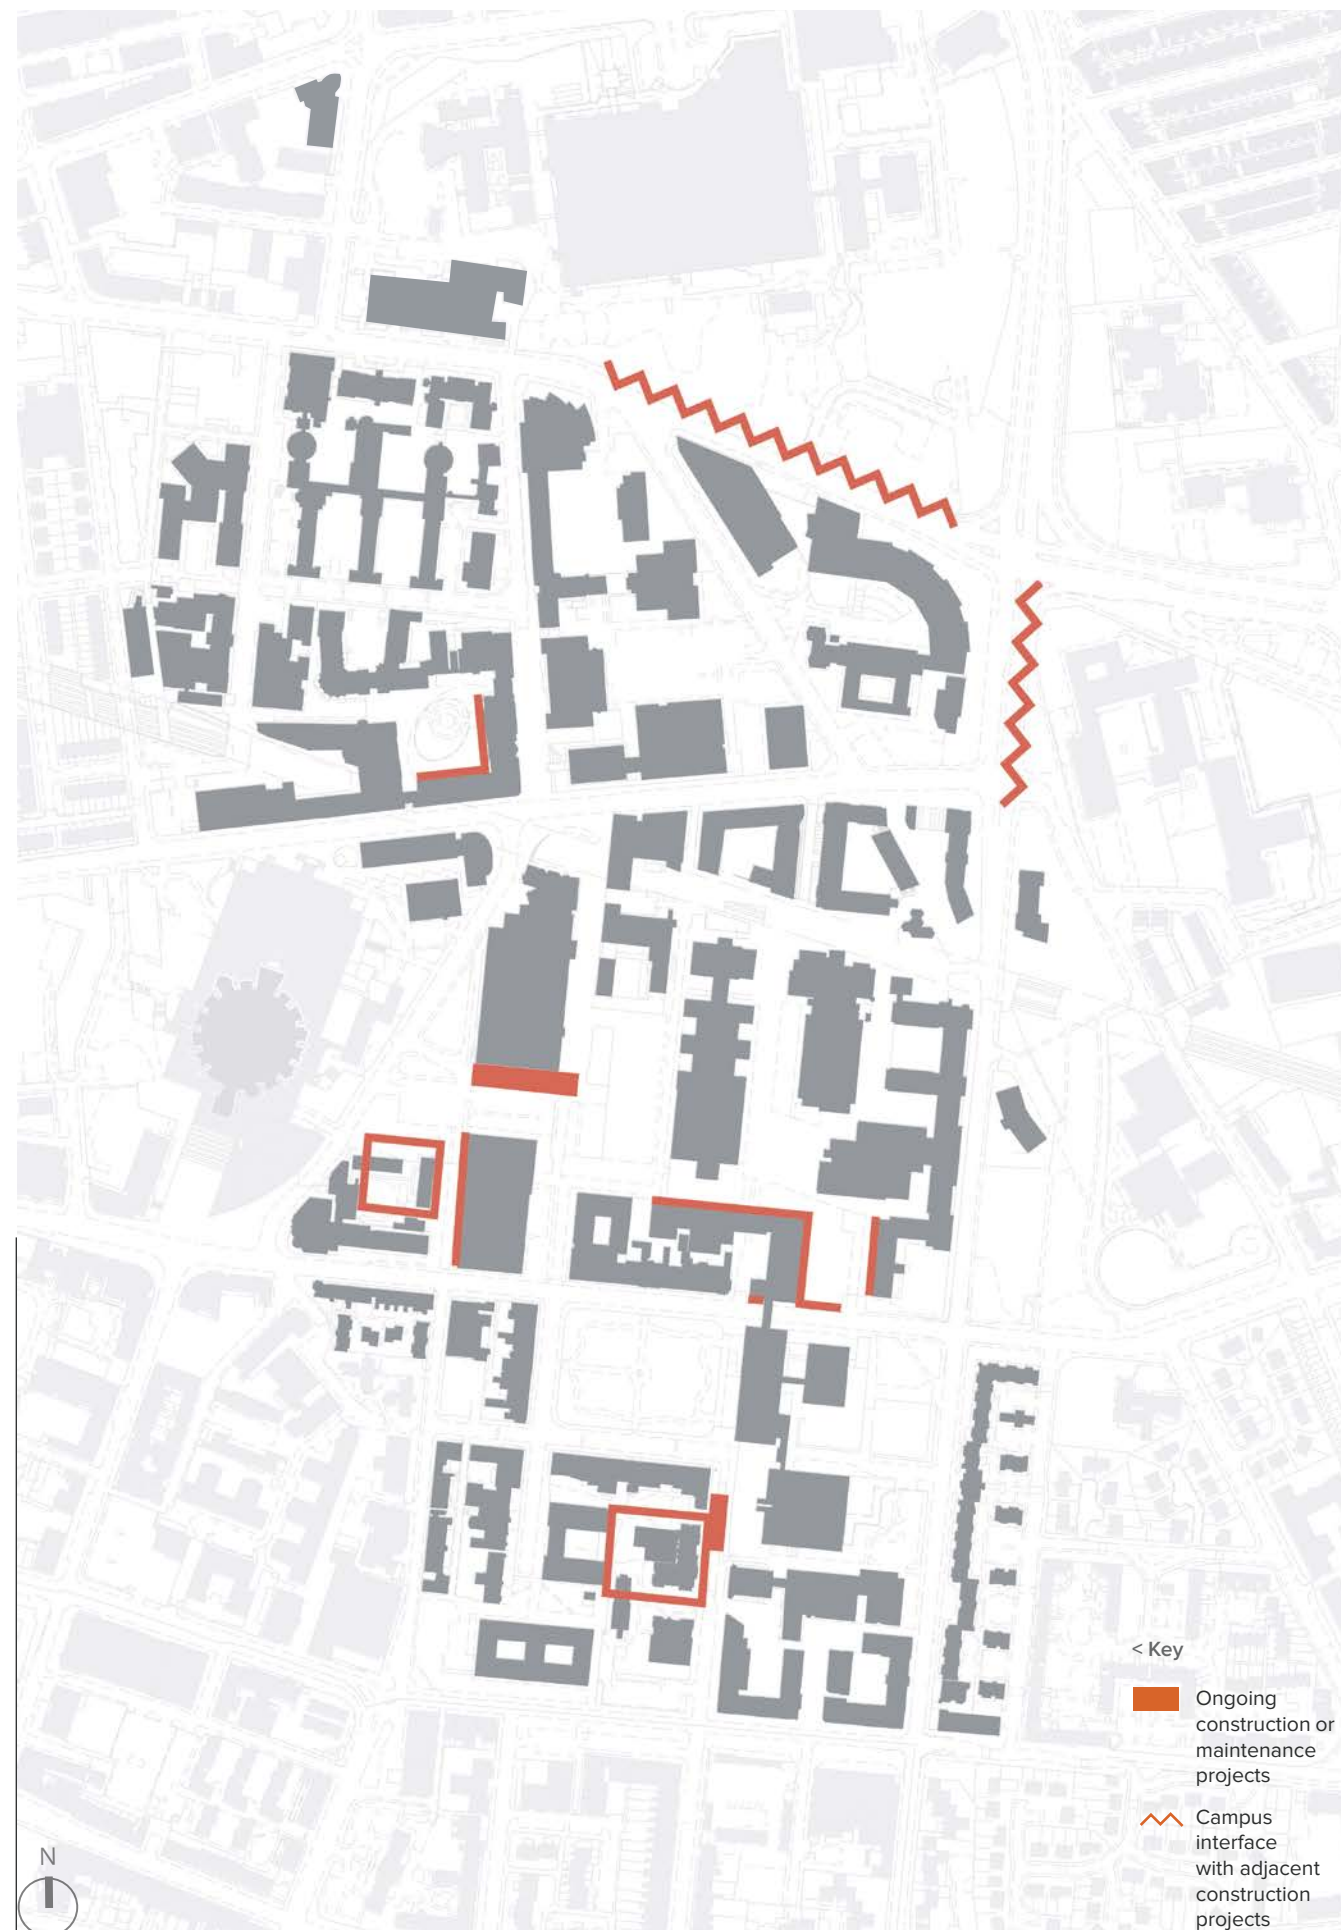 < Key
Ongoing
construction or
maintenance
projects
Campus
interface
with adjacent
construction
projects
N